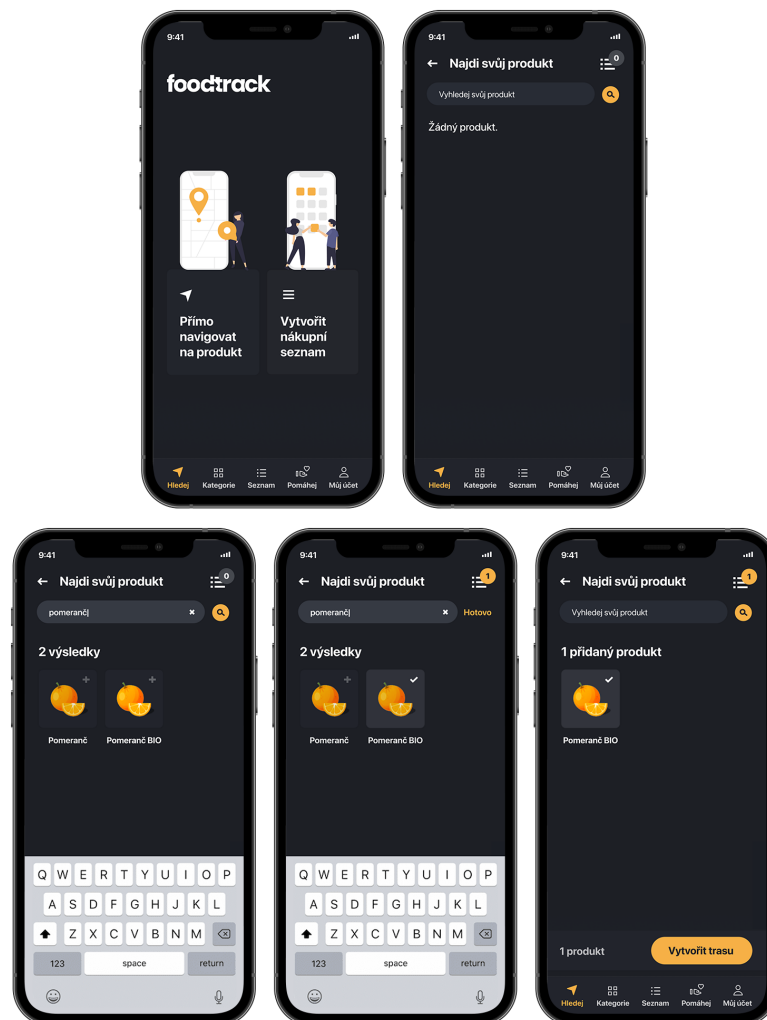 9:41
foodtrack
Přímo
navigovat
na produkt
Vytvořit
nákupní
seznam
Hledej Kategorie Seznam Pomáhej Můj účet
9:41
Najdi svůj produkt 0
Vyhledej svůj produkt
Žádný produkt.
Hledej Kategorie Seznam Pomáhej Můj účet
9:41
Najdi svůj produkt 0
pomeranč
2 výsledky
Pomeranč Pomeranč BIO
Q W E R T Y U I O P
A S D F G H J K L
Z X C V B N M
123 space return
9:41
Najdi svůj produkt 1
pomeranč Hotovo
2 výsledky
Pomeranč Pomeranč BIO
Q W E R T Y U I O P
A S D F G H J K L
Z X C V B N M
123 space return
9:41
Najdi svůj produkt 1
Vyhledej svůj produkt
1 přidaný produkt
Pomeranč BIO
1 produkt Vytvořit trasu
Hledej Kategorie Seznam Pomáhej Můj účet